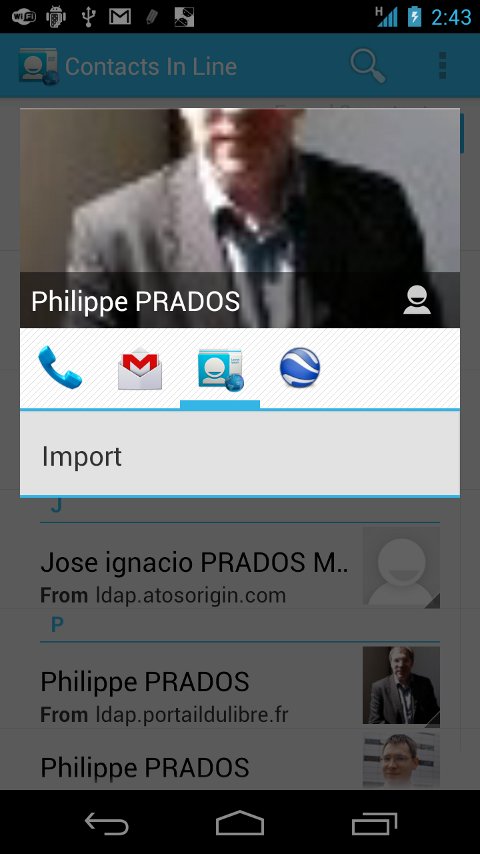 H
2:43
Contacts In Line
Philippe PRADOS
Import
J
Jose ignacio PRADOS M..
From ldap.atosorigin.com
P
Philippe PRADOS
From ldap.portaildulibre.fr
Philippe PRADOS